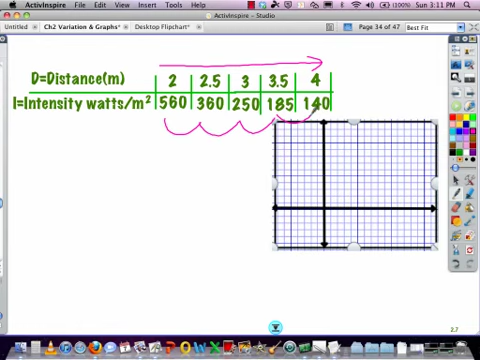 ActivInspire File Edit View Insert Tools Help (100%) Sun 3:11 PM
ActivInspire - Studio
Untitled Ch2 Variation & Graphs* Desktop Flipchart* Page 34 of 47 Best Fit
D=Distance(m) 2 2.5 3 3.5 4
I=Intensity watts/m2 560 360 250 185 140
2.7